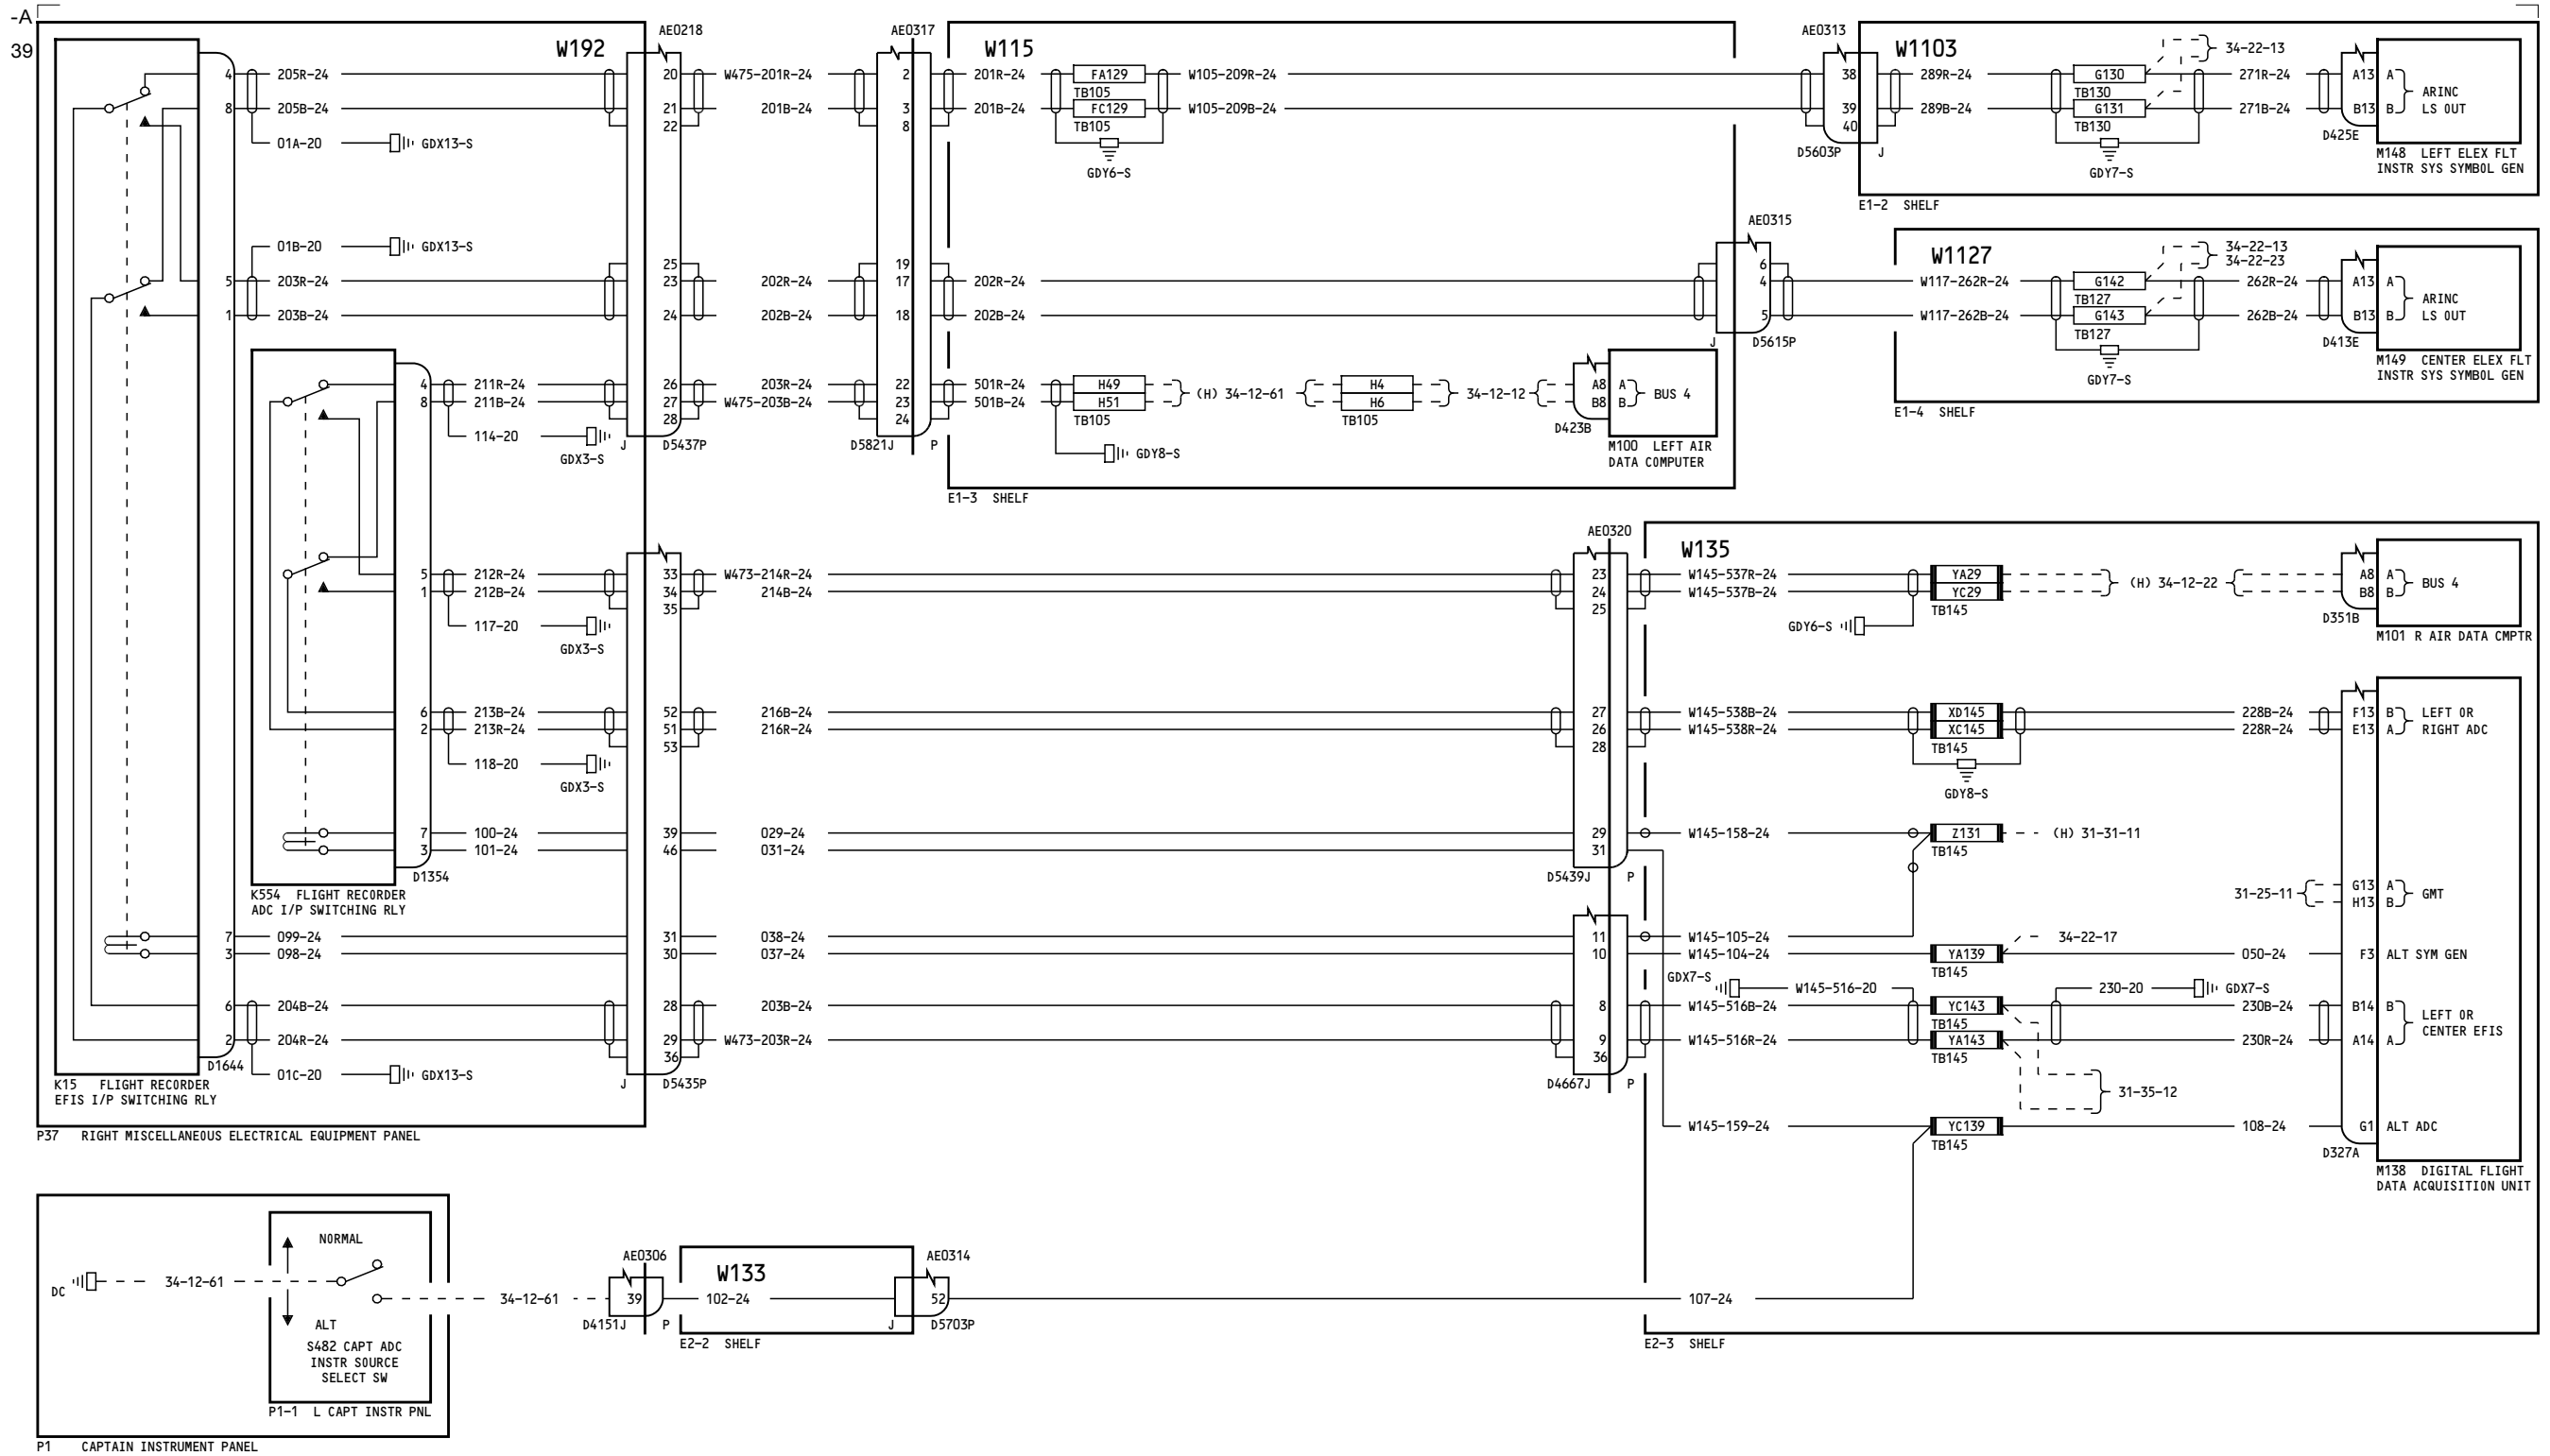 -A
39
W192
AE0218
AE0317
W115
AE0313
W1103
34-22-13
4 205R-24 20 W475-201R-24 2 201R-24 FA129 W105-209R-24 38 289R-24 G130 271R-24 A13 A
TB105 TB130 ARINC
8 205B-24 21 201B-24 3 201B-24 FC129 W105-209B-24 39 289B-24 G131 271B-24 B13 B LS OUT
22 8 TB105 40 TB130 D425E
01A-20 GDX13-S
D5603P J
M148 LEFT ELEX FLT
INSTR SYS SYMBOL GEN
GDY6-S
GDY7-S
E1-2 SHELF
AE0315
01B-20 GDX13-S
W1127
34-22-13
34-22-23
25 19 6
5 203R-24 23 202R-24 17 202R-24 4 W117-262R-24 G142 262R-24 A13 A
TB127 ARINC
1 203B-24 24 202B-24 18 202B-24 5 W117-262B-24 G143 262B-24 B13 B LS OUT
TB127
J D5615P D413E
M149 CENTER ELEX FLT
INSTR SYS SYMBOL GEN
GDY7-S
E1-4 SHELF
4 211R-24 26 203R-24 22 501R-24 H49 H4 A8 A
(H) 34-12-61 34-12-12 BUS 4
8 211B-24 27 W475-203B-24 23 501B-24 H51 H6 B8 B
28 24 TB105 TB105 D423B
114-20 GDX3-S
J D5437P D5821J P
GDY8-S
M100 LEFT AIR
DATA COMPUTER
E1-3 SHELF
AE0320
W135
5 212R-24 33 W473-214R-24 23 W145-537R-24 YA29 A8 A
(H) 34-12-22 BUS 4
1 212B-24 34 214B-24 24 W145-537B-24 YC29 B8 B
35 25 TB145 D351B
117-20 GDX3-S
GDY6-S
M101 R AIR DATA CMPTR
6 213B-24 52 216B-24 27 W145-538B-24 XD145 228B-24 F13 B LEFT OR
2 213R-24 51 216R-24 26 W145-538R-24 XC145 228R-24 E13 A RIGHT ADC
53 28 TB145
118-20 GDX3-S
GDY8-S
7 100-24 39 029-24 29 W145-158-24 Z131 (H) 31-31-11
3 101-24 46 031-24 31 TB145
D1354 D5439J P
K554 FLIGHT RECORDER
ADC I/P SWITCHING RLY
31-25-11 G13 A GMT
H13 B
7 099-24 31 038-24 11 W145-105-24 34-22-17
3 098-24 30 037-24 10 W145-104-24 YA139 050-24 F3 ALT SYM GEN
TB145
GDX7-S W145-516-20 230-20 GDX7-S
6 204B-24 28 203B-24 8 W145-516B-24 YC143 230B-24 B14 B
TB145 LEFT OR
CENTER EFIS
2 204R-24 29 W473-203R-24 9 W145-516R-24 YA143 230R-24 A14 A
36 36 TB145
D1644
01C-20 GDX13-S
J D5435P D4667J P
K15 FLIGHT RECORDER
EFIS I/P SWITCHING RLY
31-35-12
P37 RIGHT MISCELLANEOUS ELECTRICAL EQUIPMENT PANEL
W145-159-24 YC139 108-24 G1 ALT ADC
TB145 D327A
M138 DIGITAL FLIGHT
DATA ACQUISITION UNIT
NORMAL
DC 34-12-61
34-12-61
ALT
S482 CAPT ADC
INSTR SOURCE
SELECT SW
P1-1 L CAPT INSTR PNL
P1 CAPTAIN INSTRUMENT PANEL
AE0306
W133
AE0314
39 102-24 52 107-24
D4151J P J D5703P
E2-2 SHELF
E2-3 SHELF